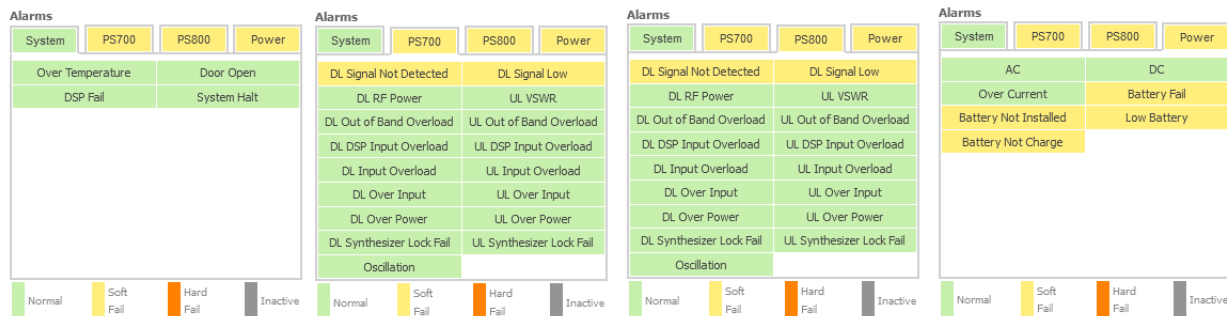 Alarms
System PS700 PS800 Power
Over Temperature Door Open
DSP Fail System Halt
Normal Soft Fail Hard Fail Inactive
Alarms
System PS700 PS800 Power
DL Signal Not Detected DL Signal Low
DL RF Power UL VSWR
DL Out of Band Overload UL Out of Band Overload
DL DSP Input Overload UL DSP Input Overload
DL Input Overload UL Input Overload
DL Over Input UL Over Input
DL Over Power UL Over Power
DL Synthesizer Lock Fail UL Synthesizer Lock Fail
Oscillation
Normal Soft Fail Hard Fail Inactive
Alarms
System PS700 PS800 Power
DL Signal Not Detected DL Signal Low
DL RF Power UL VSWR
DL Out of Band Overload UL Out of Band Overload
DL DSP Input Overload UL DSP Input Overload
DL Input Overload UL Input Overload
DL Over Input UL Over Input
DL Over Power UL Over Power
DL Synthesizer Lock Fail UL Synthesizer Lock Fail
Oscillation
Normal Soft Fail Hard Fail Inactive
Alarms
System PS700 PS800 Power
AC DC
Over Current Battery Fail
Battery Not Installed Low Battery
Battery Not Charge
Normal Soft Fail Hard Fail Inactive